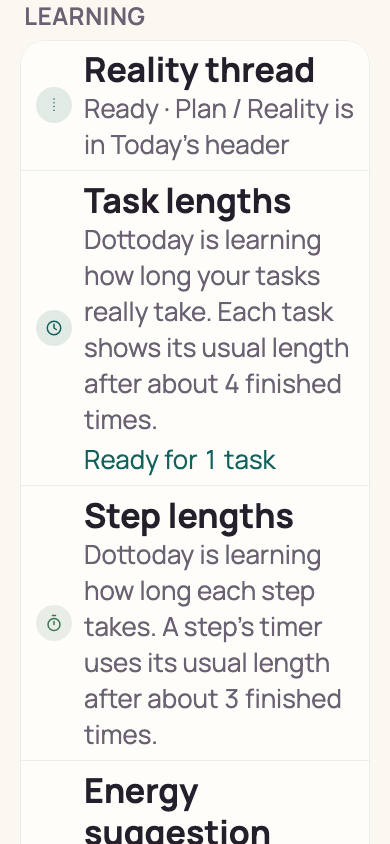 LEARNING
Reality thread
Ready · Plan / Reality is
in Today’s header
Task lengths
Dottoday is learning
how long your tasks
really take. Each task
shows its usual length
after about 4 finished
times.
Ready for 1 task
Step lengths
Dottoday is learning
how long each step
takes. A step’s timer
uses its usual length
after about 3 finished
times.
Energy
suggestion